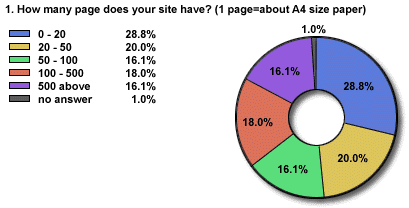 1. How many page does your site have? (1 page=about A4 size paper)
0 - 20 28.8%
20 - 50 20.0%
50 - 100 16.1%
100 - 500 18.0%
500 above 16.1%
no answer 1.0%
1.0%
28.8%
20.0%
16.1%
18.0%
16.1%